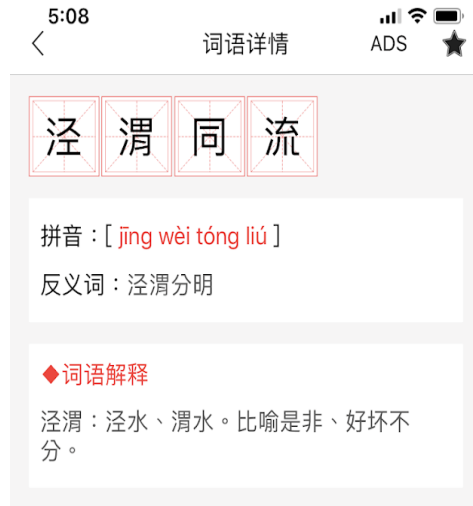 5:08
词语详情 ADS
泾渭同流
拼音：[ jīng wèi tóng liú ]
反义词：泾渭分明
◆词语解释
泾渭：泾水、渭水。比喻是非、好坏不
分。